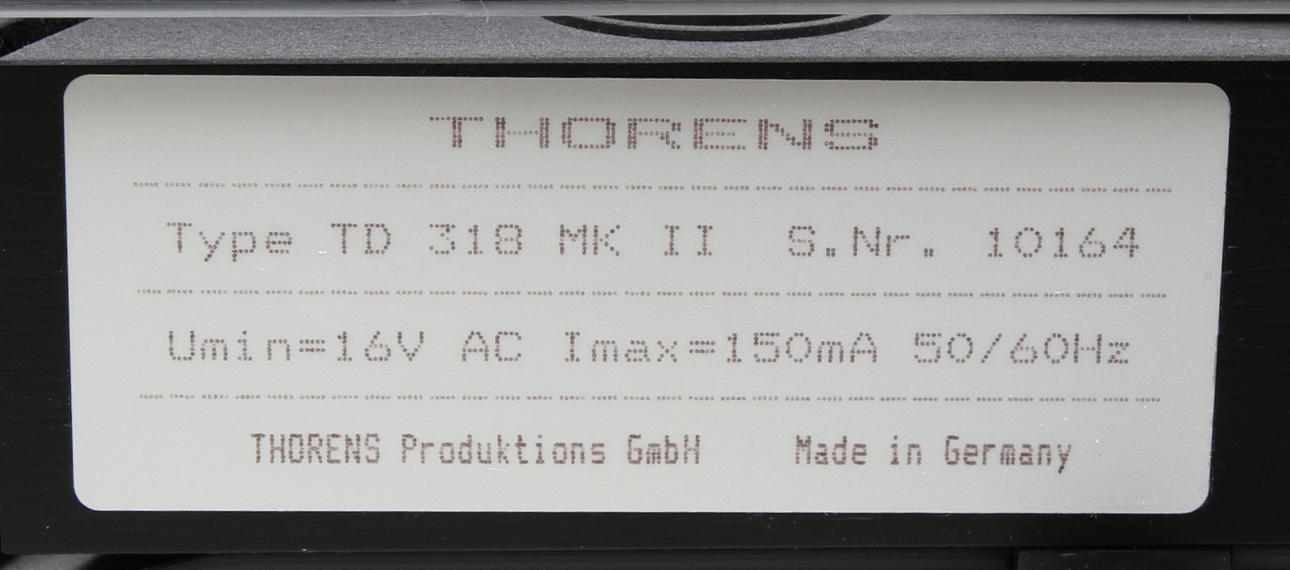 THORENS
Type TD 318 MK II S.Nr. 10164
Umin=16V AC Imax=150mA 50/60Hz
THORENS Produktions GmbH Made in Germany